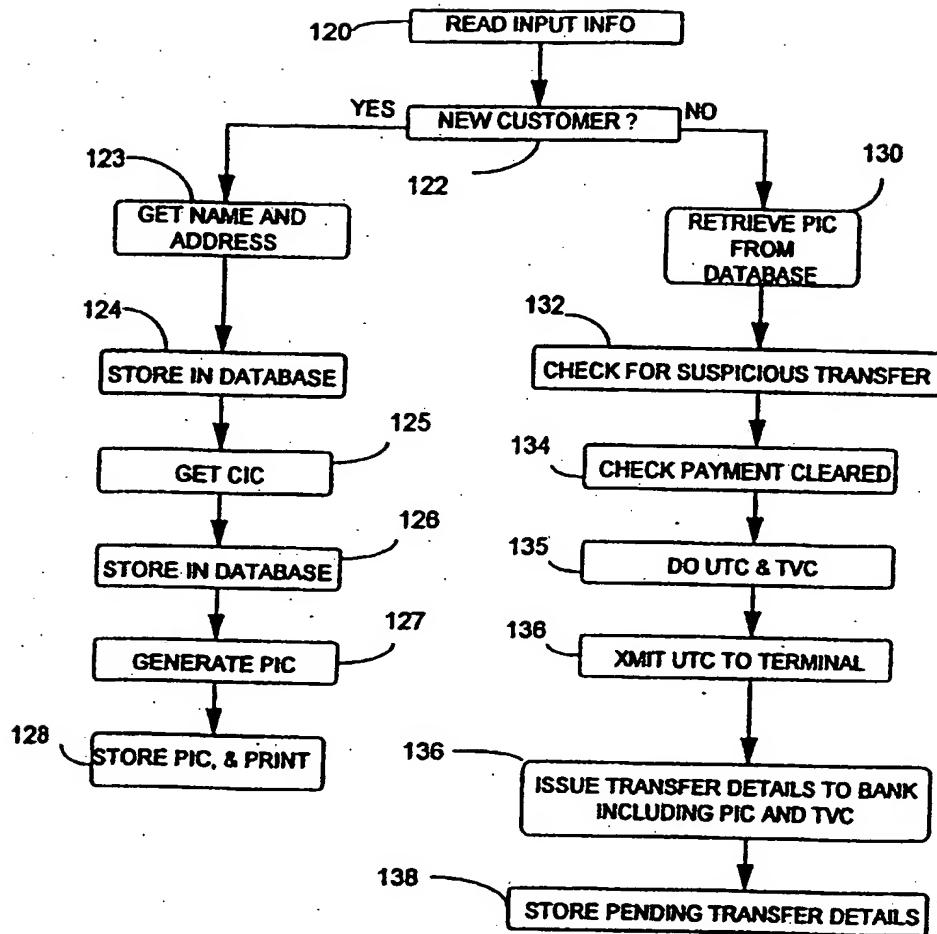 120
READ INPUT INFO
YES
NEW CUSTOMER ?
NO
122
123
GET NAME AND
ADDRESS
124
STORE IN DATABASE
125
GET CIC
126
STORE IN DATABASE
127
GENERATE PIC
128
STORE PIC, & PRINT
130
RETRIEVE PIC
FROM
DATABASE
132
CHECK FOR SUSPICIOUS TRANSFER
134
CHECK PAYMENT CLEARED
135
DO UTC & TVC
136
XMIT UTC TO TERMINAL
136
ISSUE TRANSFER DETAILS TO BANK
INCLUDING PIC AND TVC
138
STORE PENDING TRANSFER DETAILS